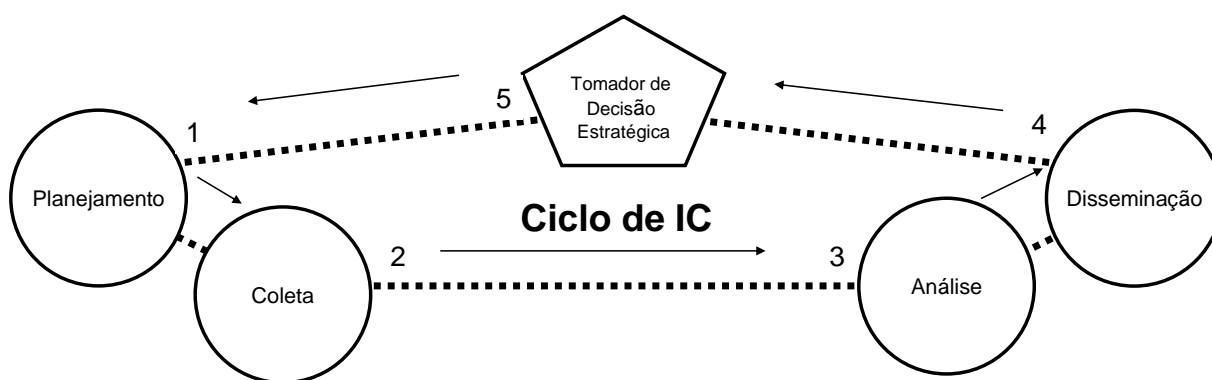 Tomador de
Decisão
Estratégica
5
1
4
Planejamento
Disseminação
Ciclo de IC
2
3
Coleta
Análise